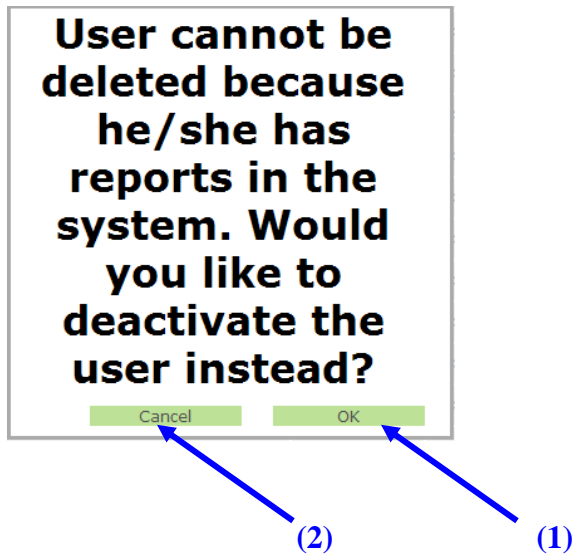 User cannot be
deleted because
he/she has
reports in the
system. Would
you like to
deactivate the
user instead?
Cancel OK
(2) (1)